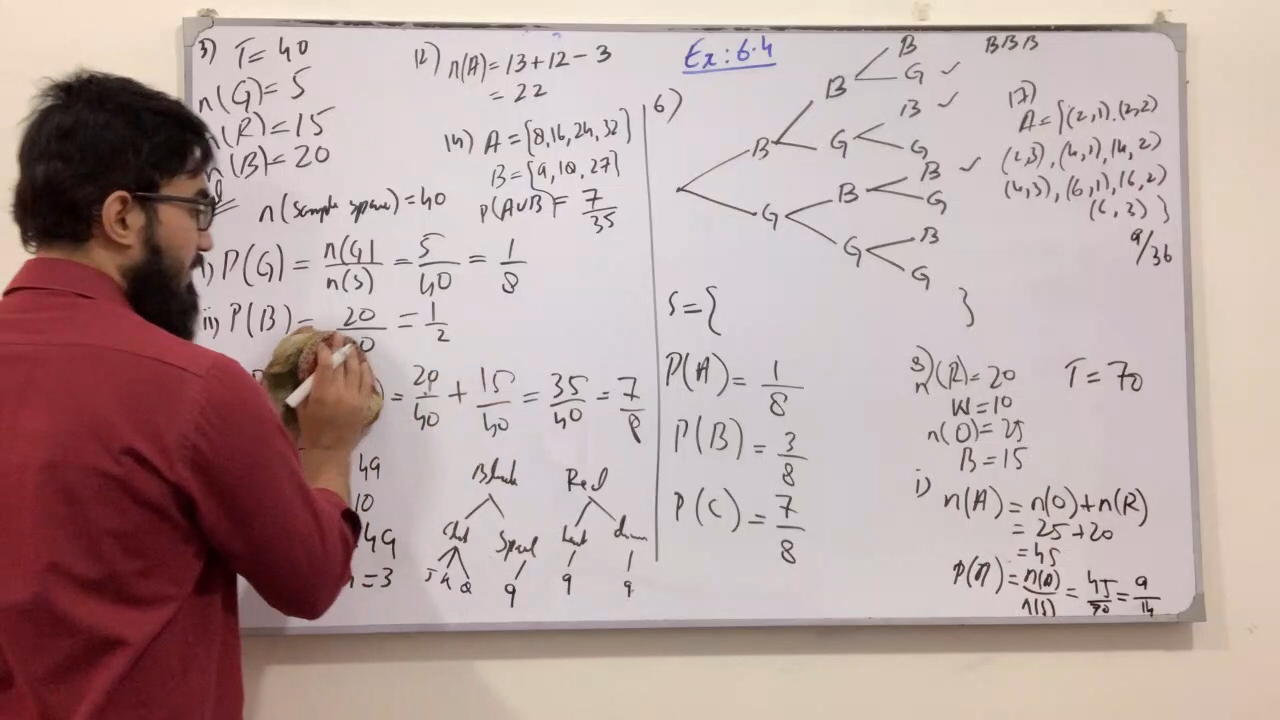 3) T = 40
n(G) = 5
n(R) = 15
n(B) = 20
n(sample space) = 40
i) P(G) = n(G)/n(S) = 5/40 = 1/8
ii) P(B) = 20/40 = 1/2
= 20/40 + 15/40 = 35/40 = 7/8
49
10
49
= 3
12) n(A) = 13 + 12 - 3
= 22
14) A = {8,16,24,32}
B = {9,18,27}
P(AUB) = 7/35
Black Red
Spade
9 9 9
Ex: 6.4
6)
B G
B G
B G
B G
B G
B G
B G
BBB
S = { }
P(A) = 1/8
P(B) = 3/8
P(C) = 7/8
17)
A = {(2,1),(2,2)
(2,3),(4,1),(4,2)
(4,3),(6,1),(6,2)
(6,3)}
9/36
n(R) = 20 T = 70
W = 10
n(O) = 25
B = 15
i) n(A) = n(O) + n(R)
= 25 + 20
= 45
P(A) = n(A)/n(S) = 45/70 = 9/14